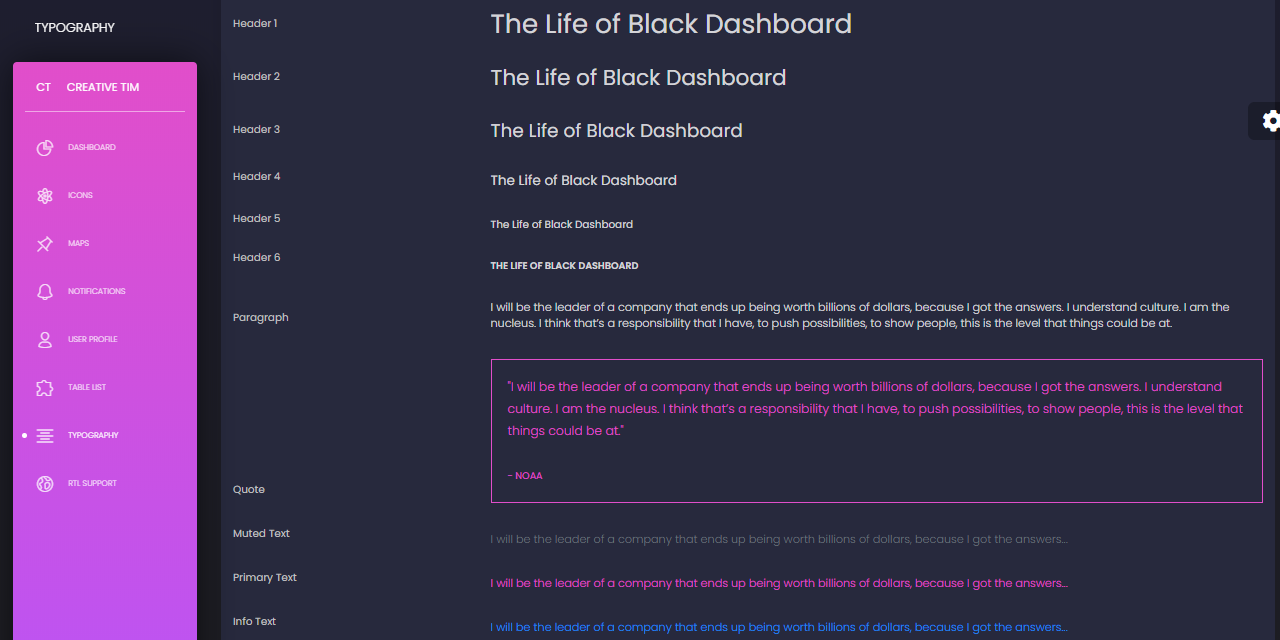 TYPOGRAPHY
CT CREATIVE TIM
DASHBOARD
ICONS
MAPS
NOTIFICATIONS
USER PROFILE
TABLE LIST
TYPOGRAPHY
RTL SUPPORT
Header 1
The Life of Black Dashboard
Header 2
The Life of Black Dashboard
Header 3
The Life of Black Dashboard
Header 4
The Life of Black Dashboard
Header 5
The Life of Black Dashboard
Header 6
THE LIFE OF BLACK DASHBOARD
Paragraph
I will be the leader of a company that ends up being worth billions of dollars, because I got the answers. I understand culture. I am the
nucleus. I think that’s a responsibility that I have, to push possibilities, to show people, this is the level that things could be at.
Quote
"I will be the leader of a company that ends up being worth billions of dollars, because I got the answers. I understand
culture. I am the nucleus. I think that’s a responsibility that I have, to push possibilities, to show people, this is the level that
things could be at."
- NOAA
Muted Text
I will be the leader of a company that ends up being worth billions of dollars, because I got the answers...
Primary Text
I will be the leader of a company that ends up being worth billions of dollars, because I got the answers...
Info Text
I will be the leader of a company that ends up being worth billions of dollars, because I got the answers...